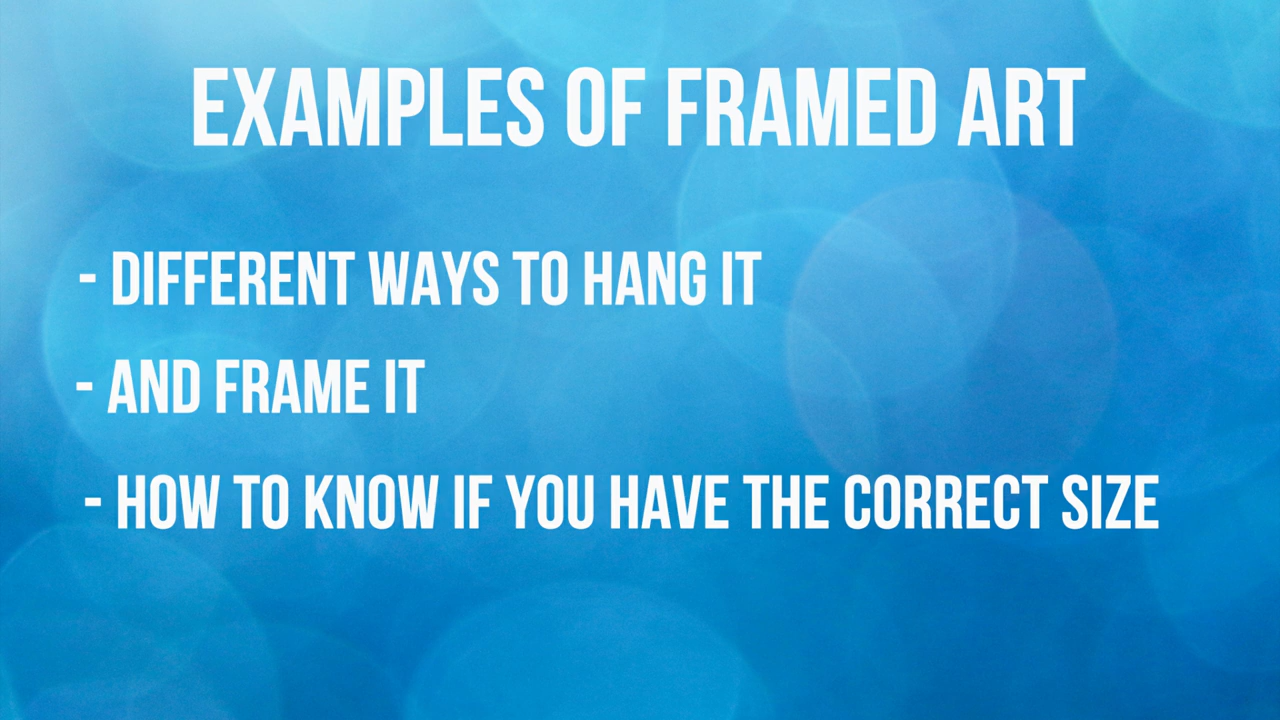 EXAMPLES OF FRAMED ART
- DIFFERENT WAYS TO HANG IT
- AND FRAME IT
- HOW TO KNOW IF YOU HAVE THE CORRECT SIZE